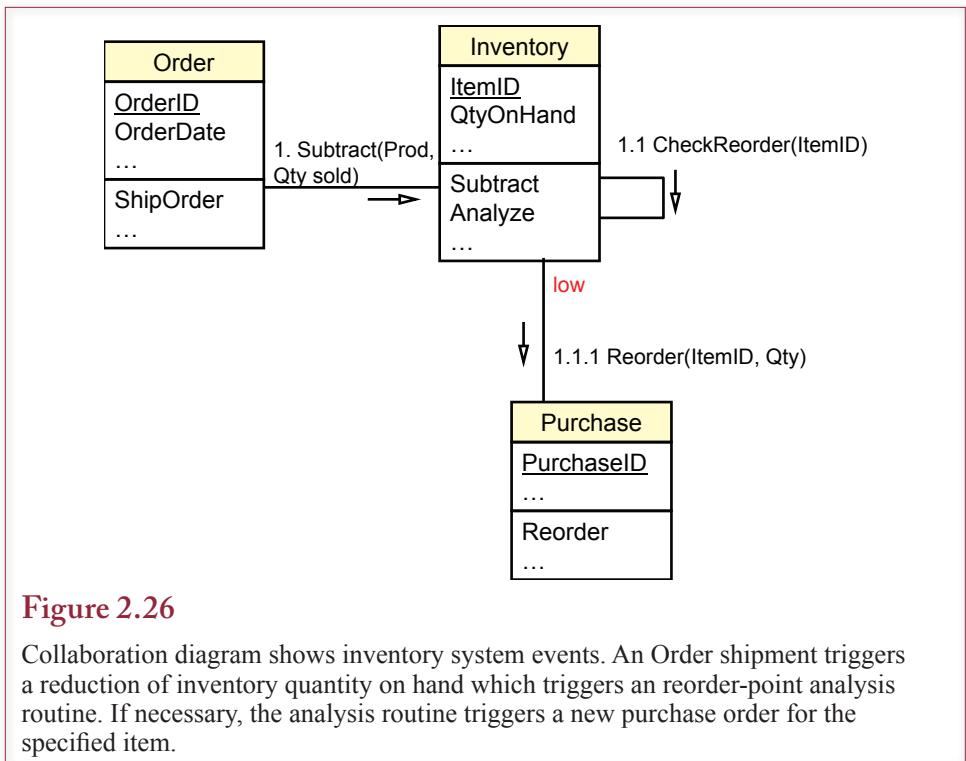 Order
OrderID
OrderDate
…
ShipOrder
…
1. Subtract(Prod,
Qty sold)
Inventory
ItemID
QtyOnHand
…
Subtract
Analyze
…
1.1 CheckReorder(ItemID)
low
1.1.1 Reorder(ItemID, Qty)
Purchase
PurchaseID
…
Reorder
…
Figure 2.26
Collaboration diagram shows inventory system events. An Order shipment triggers
a reduction of inventory quantity on hand which triggers an reorder-point analysis
routine. If necessary, the analysis routine triggers a new purchase order for the
specified item.